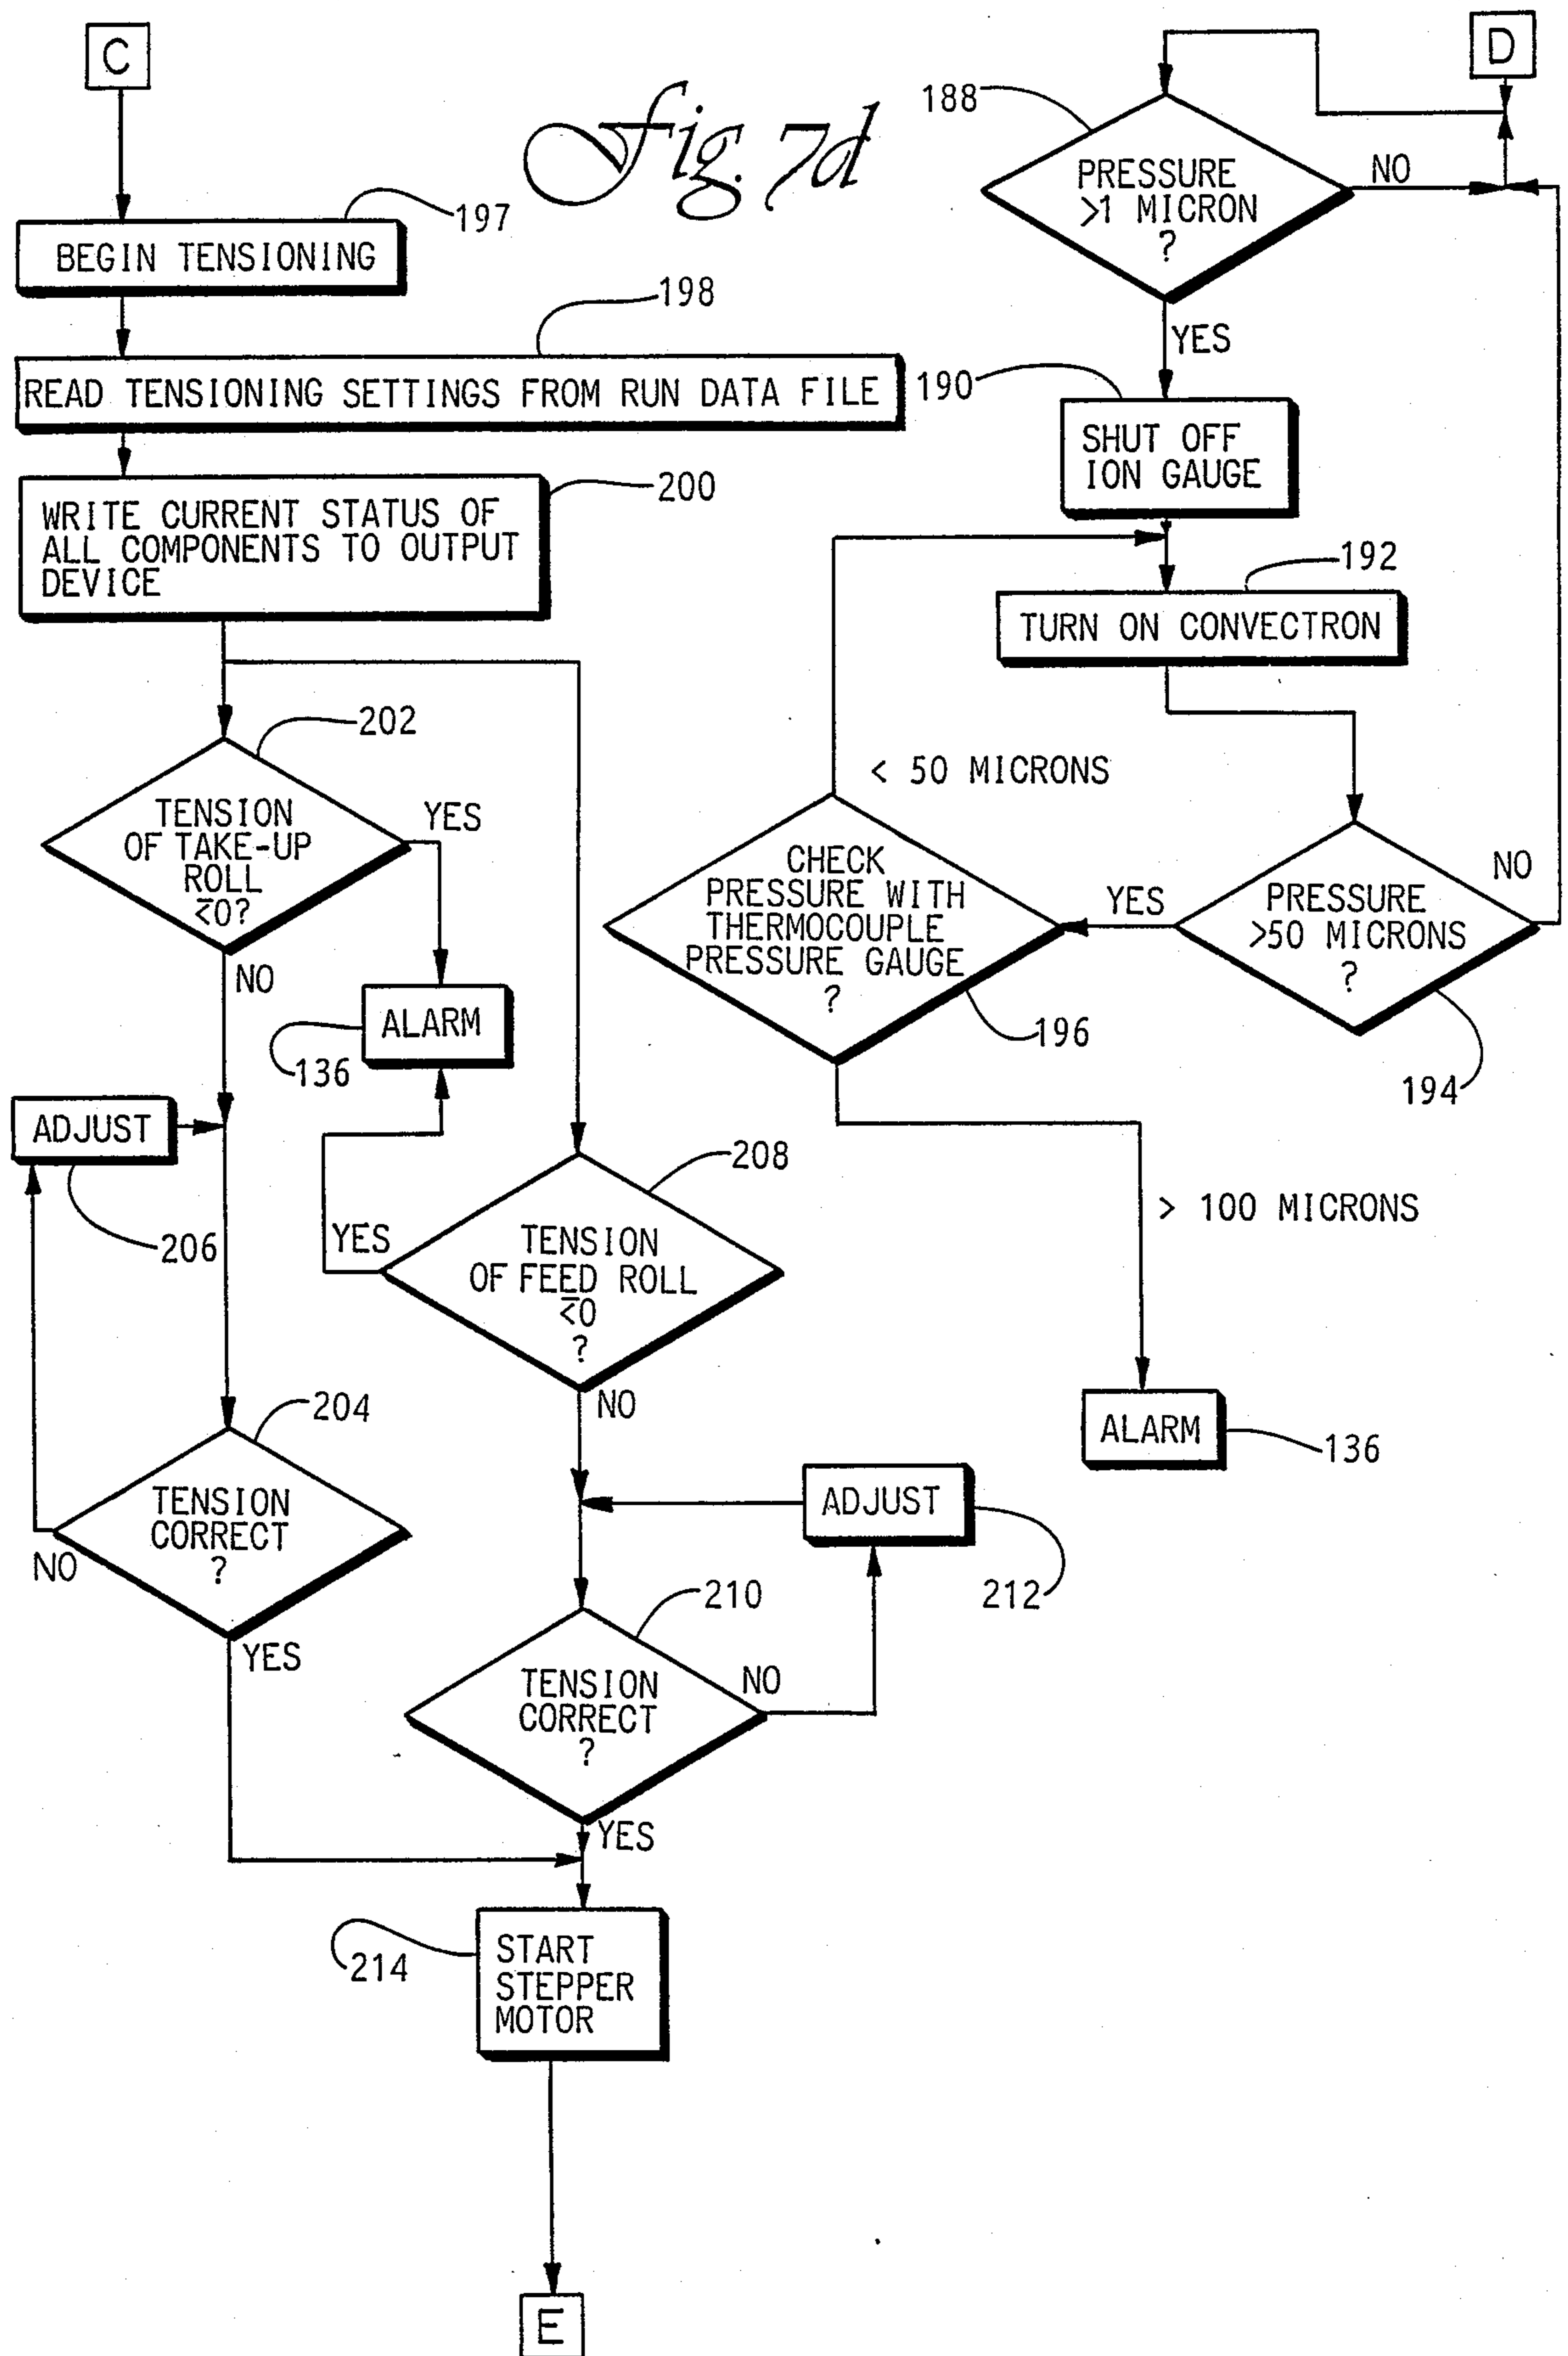 C
D
Fig. 7d
188
PRESSURE
>1 MICRON
?
NO
YES
197
BEGIN TENSIONING
198
READ TENSIONING SETTINGS FROM RUN DATA FILE
190
SHUT OFF
ION GAUGE
200
WRITE CURRENT STATUS OF
ALL COMPONENTS TO OUTPUT
DEVICE
192
TURN ON CONVECTRON
202
TENSION
OF TAKE-UP
ROLL
<̅0?
YES
NO
136
ALARM
< 50 MICRONS
CHECK
PRESSURE WITH
THERMOCOUPLE
PRESSURE GAUGE
?
196
YES
PRESSURE
>50 MICRONS
?
NO
194
ADJUST
206
208
YES
TENSION
OF FEED ROLL
<̅0
?
NO
> 100 MICRONS
ALARM
136
204
TENSION
CORRECT
?
NO
YES
ADJUST
212
210
TENSION
CORRECT
?
NO
YES
214
START
STEPPER
MOTOR
E